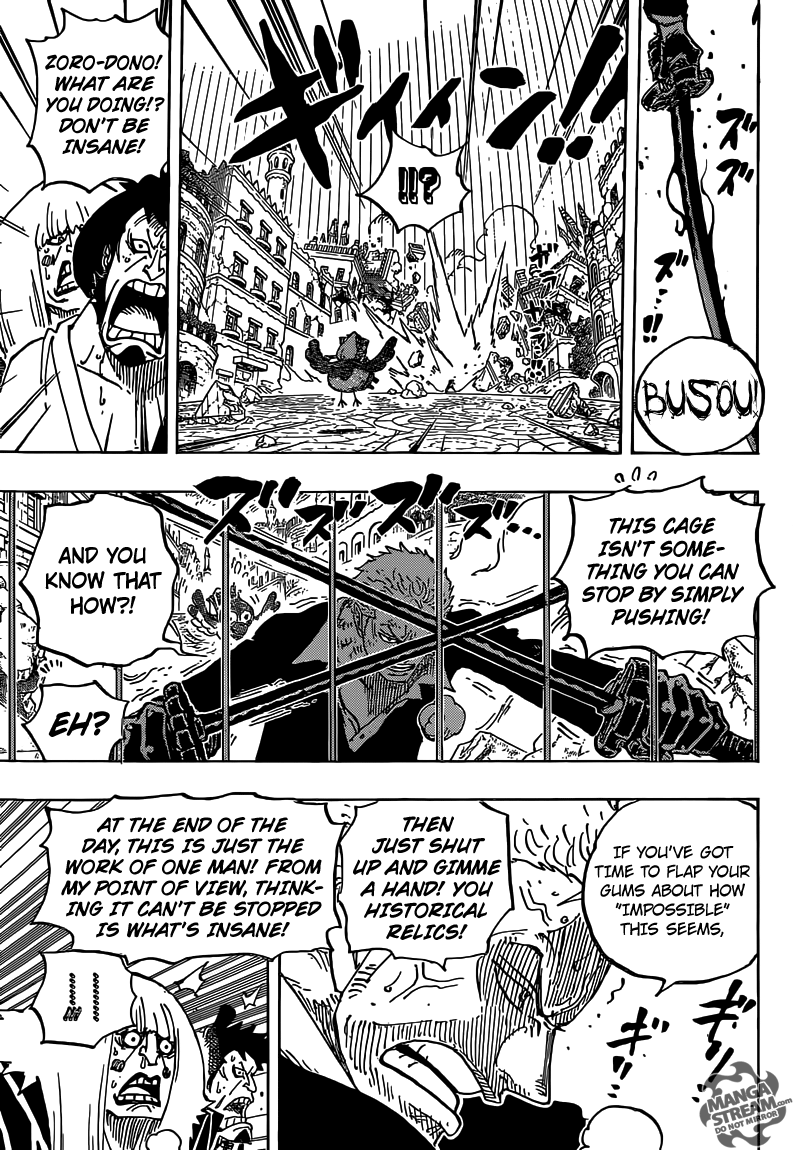 ズ
ズ
ズ
!!
BUSOU!
ギィィン!!
!!?
ZORO-DONO!
WHAT ARE
YOU DOING!?
DON'T BE
INSANE!
THIS CAGE
ISN'T SOME-
THING YOU CAN
STOP BY SIMPLY
PUSHING!
ズズズズ...
AND YOU
KNOW THAT
HOW?!
EH?
IF YOU'VE GOT
TIME TO FLAP YOUR
GUMS ABOUT HOW
"IMPOSSIBLE"
THIS SEEMS,
THEN
JUST SHUT
UP AND GIMME
A HAND! YOU
HISTORICAL
RELICS!
AT THE END OF THE
DAY, THIS IS JUST THE
WORK OF ONE MAN! FROM
MY POINT OF VIEW, THINK-
ING IT CAN'T BE STOPPED
IS WHAT'S INSANE!
ギッ
ギッ
MANGA
STREAM.com
DO NOT MIRROR